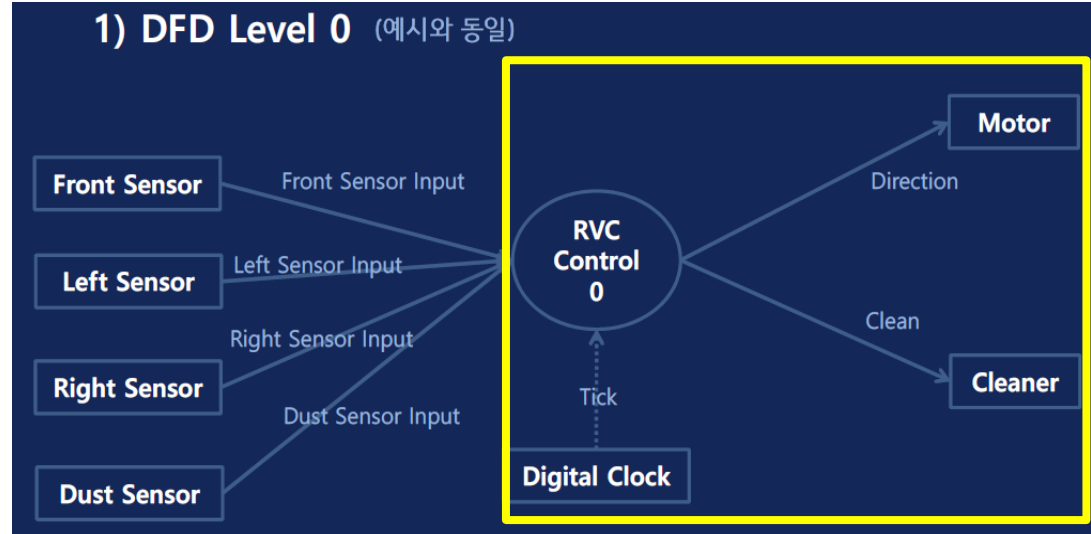 1) DFD Level 0 (예시와 동일)
Motor
Front Sensor
Front Sensor Input
Direction
RVC
Control
0
Left Sensor
Left Sensor Input
Clean
Right Sensor Input
Right Sensor
Cleaner
Tick
Dust Sensor Input
Digital Clock
Dust Sensor